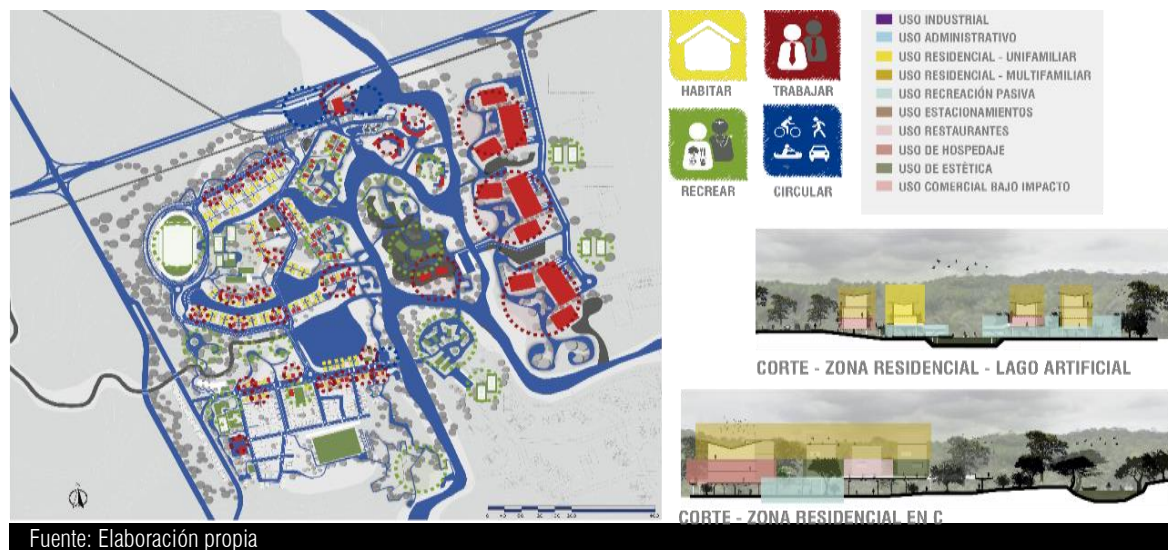 HABITAR
TRABAJAR
RECREAR
CIRCULAR
USO INDUSTRIAL
USO ADMINISTRATIVO
USO RESIDENCIAL - UNIFAMILIAR
USO RESIDENCIAL - MULTIFAMILIAR
USO RECREACIÓN PASIVA
USO ESTACIONAMIENTOS
USO RESTAURANTES
USO DE HOSPEDAJE
USO DE ESTÉTICA
USO COMERCIAL BAJO IMPACTO
CORTE - ZONA RESIDENCIAL - LAGO ARTIFICIAL
CORTE - ZONA RESIDENCIAL EN C
Fuente: Elaboración propia